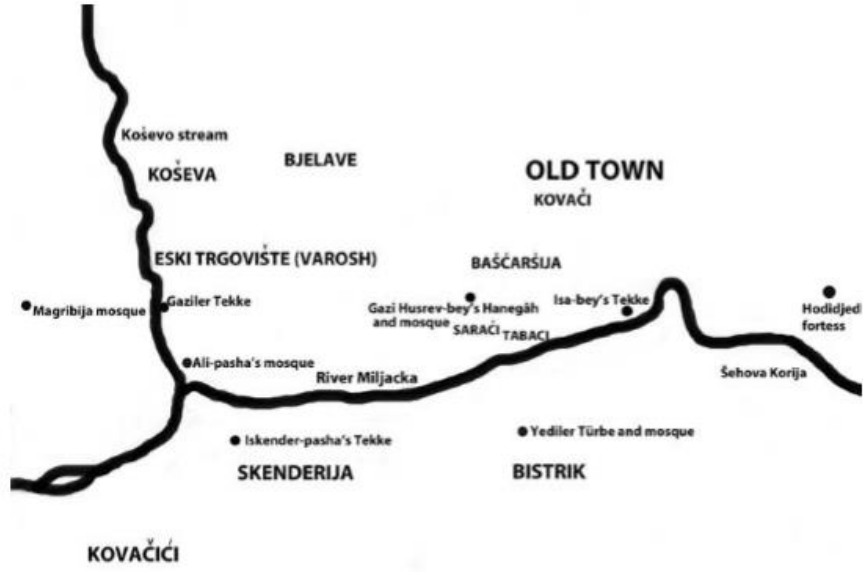 Koševo stream
BJELAVE
KOŠEVA
OLD TOWN
KOVAČI
ESKI TRGOVIŠTE (VAROSH)
BAŠČARŠIJA
Magribija mosque
Gaziler Tekke
Gazi Husrev-bey's Hanegâh
and mosque
SARAĆI
TABACI
Isa-bey's Tekke
Hodidjed
fortess
Ali-pasha's mosque
River Miljacka
Šehova Korija
Iskender-pasha's Tekke
Yediler Türbe and mosque
SKENDERIJA
BISTRIK
KOVAČIĆI